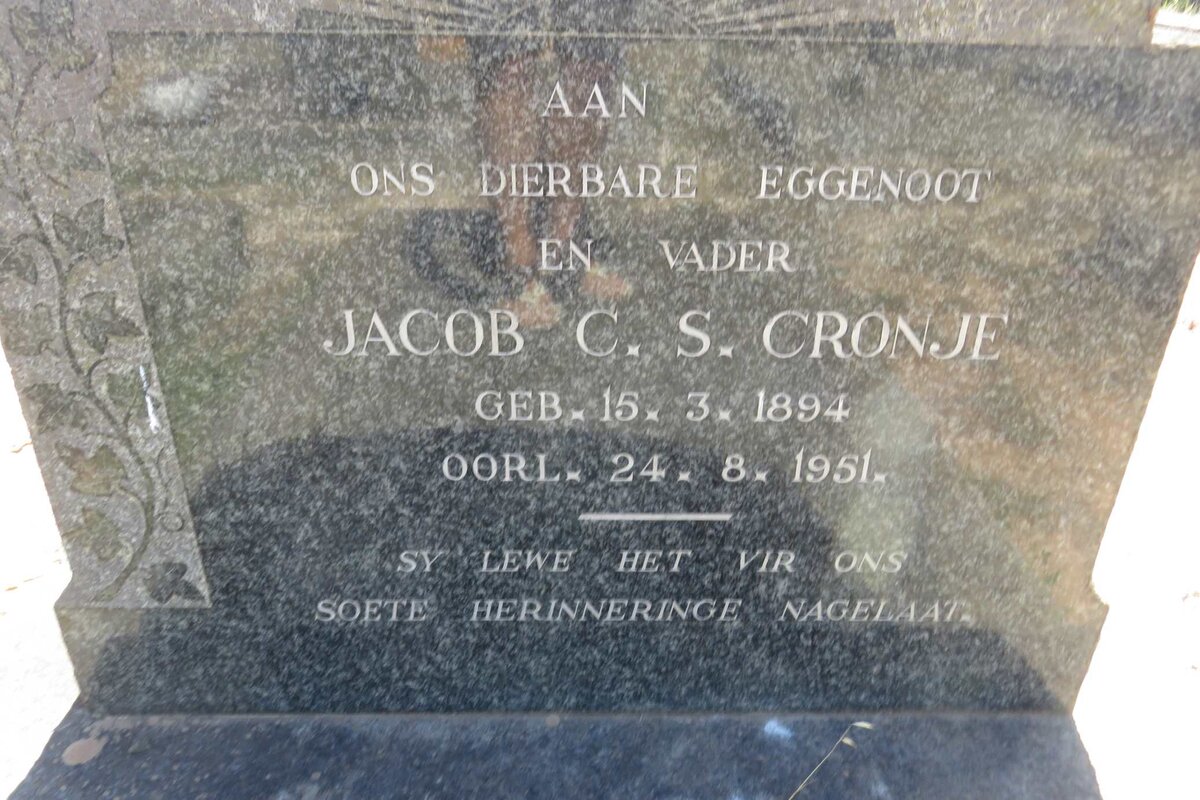 AAN
ONS DIERBARE EGGENOOT
EN VADER
JACOB C. S. CRONJE
GEB. 15. 3. 1894
OORL. 24. 8. 1951.
SY LEWE HET VIR ONS
SOETE HERINNERINGE NAGELAAT.